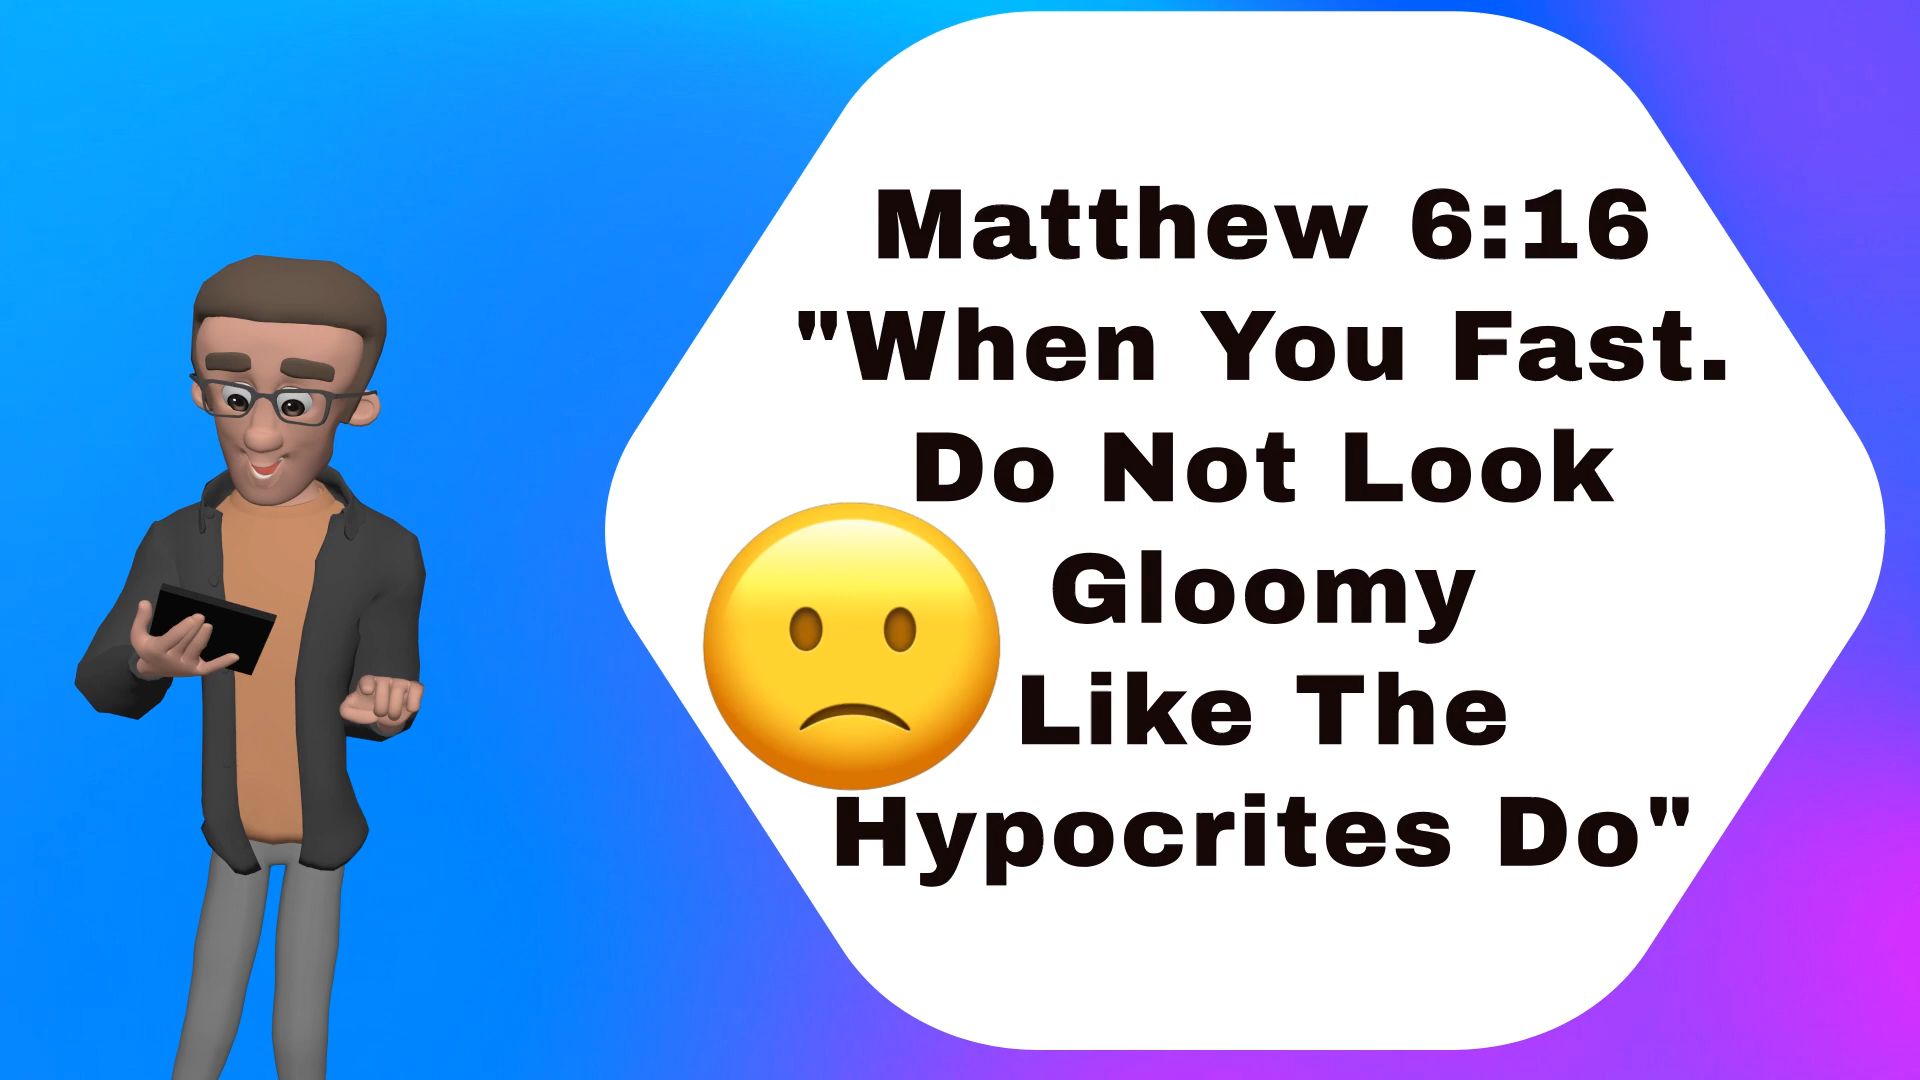 Matthew 6:16
"When You Fast.
Do Not Look
Gloomy
Like The
Hypocrites Do"